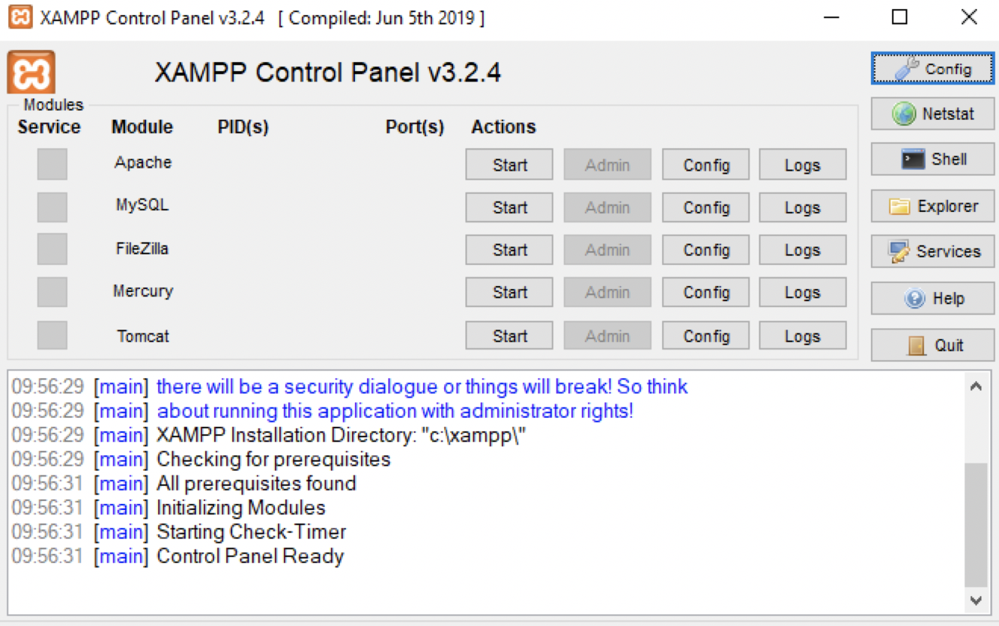 XAMPP Control Panel v3.2.4 [ Compiled: Jun 5th 2019 ]
XAMPP Control Panel v3.2.4
Config
Modules
Service Module PID(s) Port(s) Actions
Netstat
Apache Start Admin Config Logs
Shell
MySQL Start Admin Config Logs
Explorer
FileZilla Start Admin Config Logs
Services
Mercury Start Admin Config Logs
Help
Tomcat Start Admin Config Logs
Quit
09:56:29 [main] there will be a security dialogue or things will break! So think
09:56:29 [main] about running this application with administrator rights!
09:56:29 [main] XAMPP Installation Directory: "c:\xampp\"
09:56:29 [main] Checking for prerequisites
09:56:31 [main] All prerequisites found
09:56:31 [main] Initializing Modules
09:56:31 [main] Starting Check-Timer
09:56:31 [main] Control Panel Ready